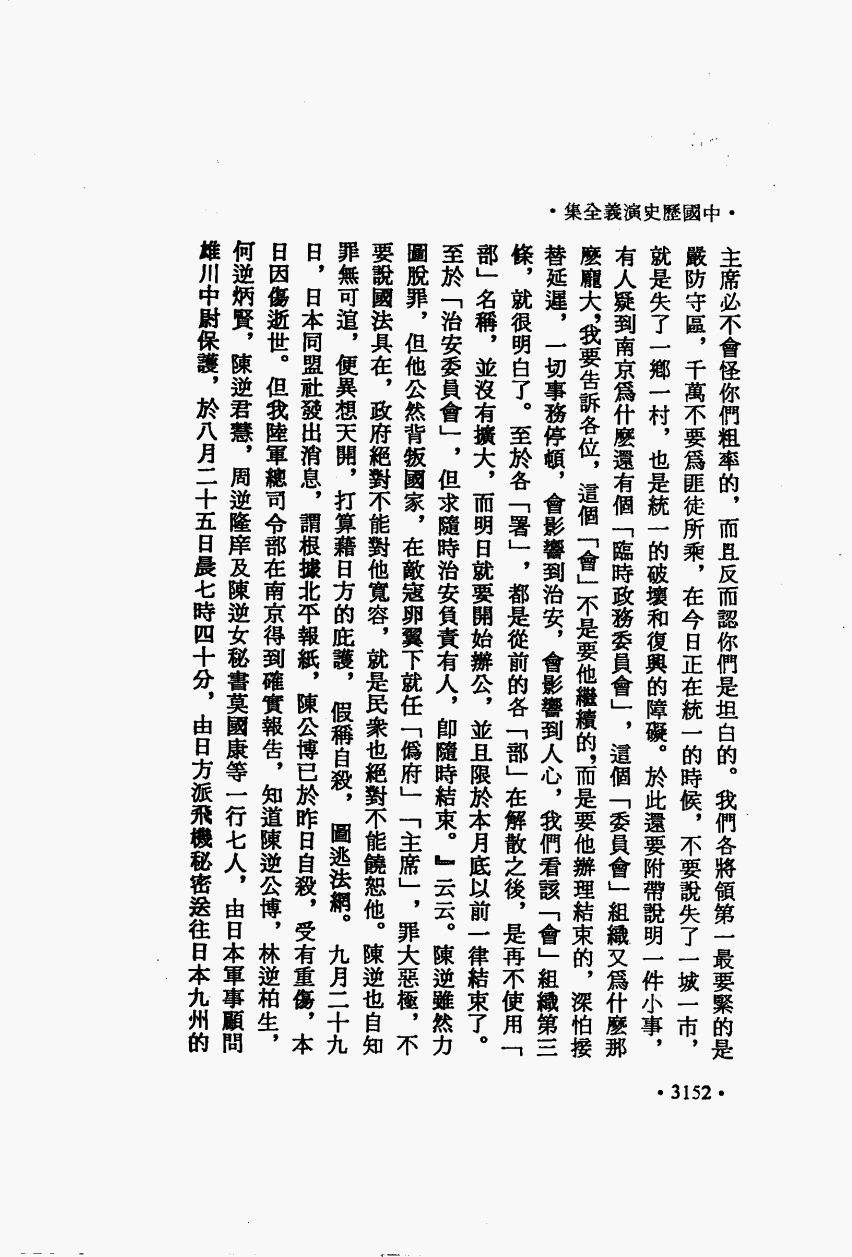 ·中國歷史演義全集·
主席必不會怪你們粗率的，而且反而認你們是坦白的。我們各將領第一最要緊的是
嚴防守區，千萬不要爲匪徒所乘，在今日正在統一的時候，不要說失了一城一市，
就是失了一鄉一村，也是統一的破壞和復興的障礙。於此還要附帶說明一件小事，
有人疑到南京爲什麼還有個「臨時政務委員會」，這個「委員會」組織又爲什麼那
麼龐大，我要告訴各位，這個「會」不是要他繼續的，而是要他辦理結束的，深怕接
替延遲，一切事務停頓，會影響到治安，會影響到人心，我們看該「會」組織第三
條，就很明白了。至於各「署」，都是從前的各「部」在解散之後，是再不使用「
部」名稱，並沒有擴大，而明日就要開始辦公，並且限於本月底以前一律結束了。
至於「治安委員會」，但求隨時治安負責有人，卽隨時結束。』云云。陳逆雖然力
圖脫罪，但他公然背叛國家，在敵寇卵翼下就任「僞府」「主席」，罪大惡極，不
要說國法具在，政府絕對不能對他寬容，就是民衆也絕對不能饒恕他。陳逆也自知
罪無可逭，便異想天開，打算藉日方的庇護，假稱自殺，圖逃法網。九月二十九
日，日本同盟社發出消息，謂根據北平報紙，陳公博已於昨日自殺，受有重傷，本
日因傷逝世。但我陸軍總司令部在南京得到確實報告，知道陳逆公博，林逆柏生，
何逆炳賢，陳逆君慧，周逆隆庠及陳逆女秘書莫國康等一行七人，由日本軍事顧問
雄川中尉保護，於八月二十五日晨七時四十分，由日方派飛機秘密送往日本九州的
·3152·